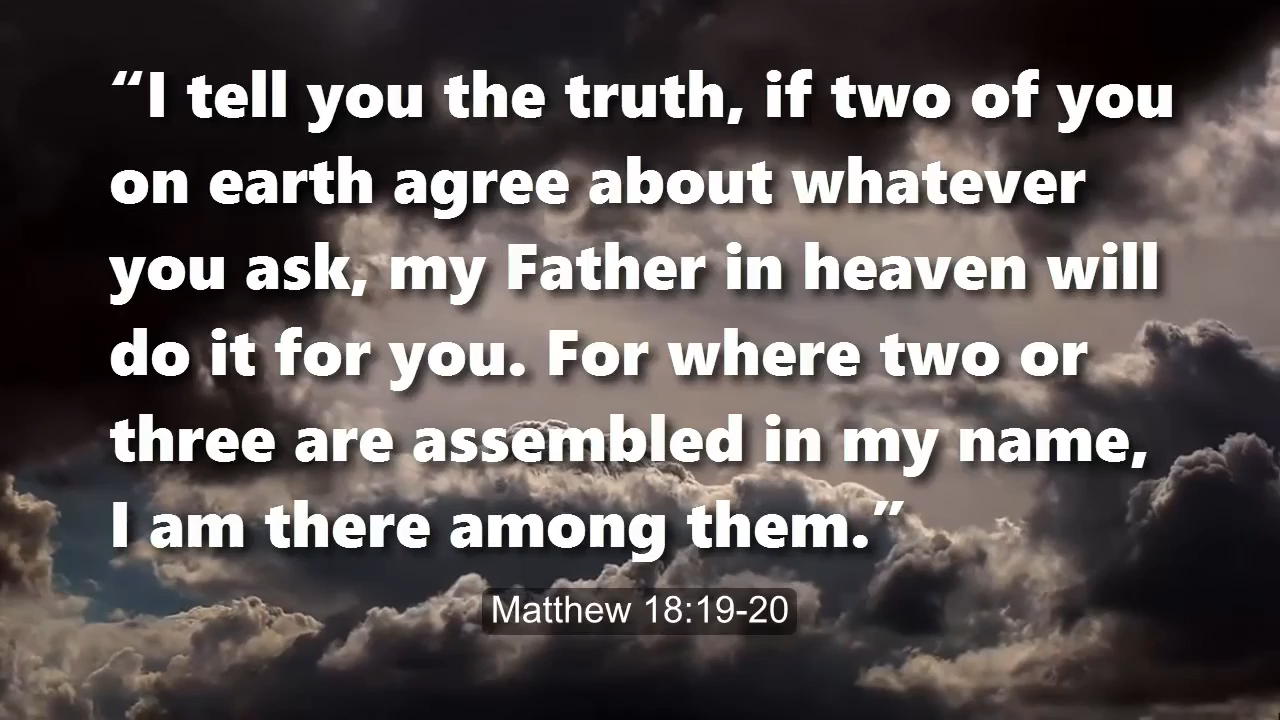 “I tell you the truth, if two of you
on earth agree about whatever
you ask, my Father in heaven will
do it for you. For where two or
three are assembled in my name,
I am there among them.”
Matthew 18:19-20